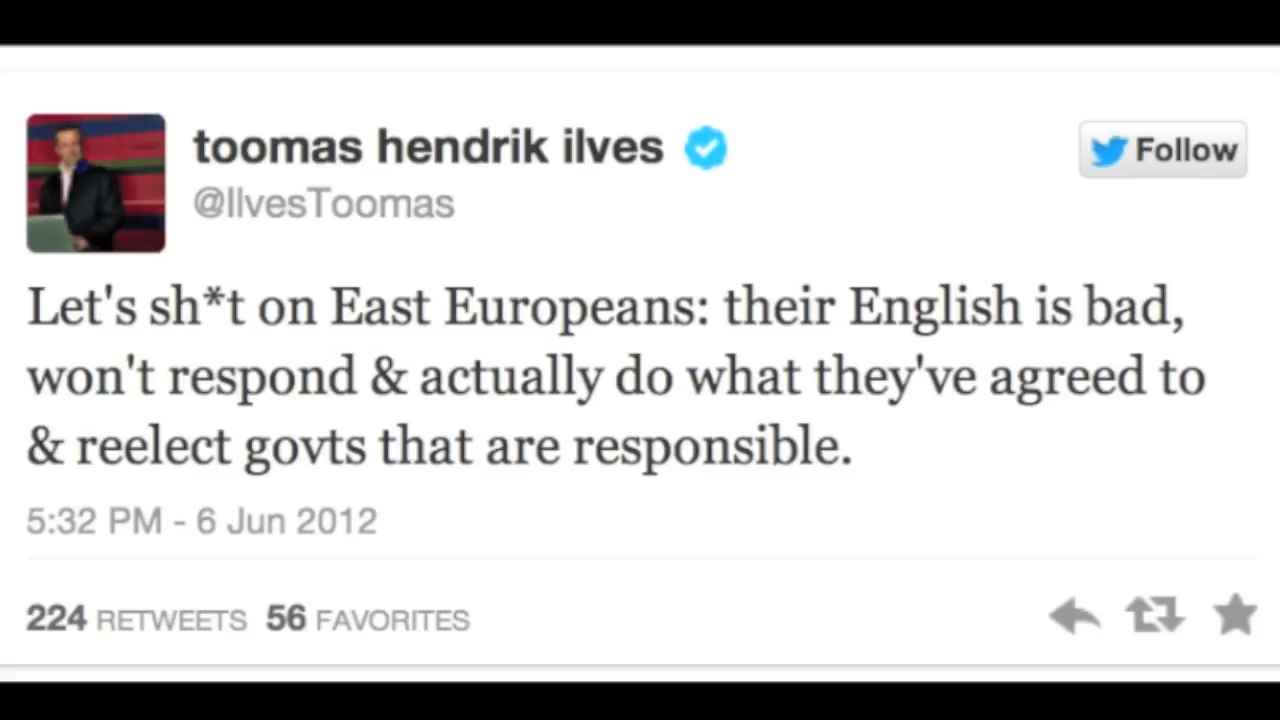 toomas hendrik ilves
@IlvesToomas
Follow
Let's sh*t on East Europeans: their English is bad,
won't respond & actually do what they've agreed to
& reelect govts that are responsible.
5:32 PM - 6 Jun 2012
224 RETWEETS 56 FAVORITES